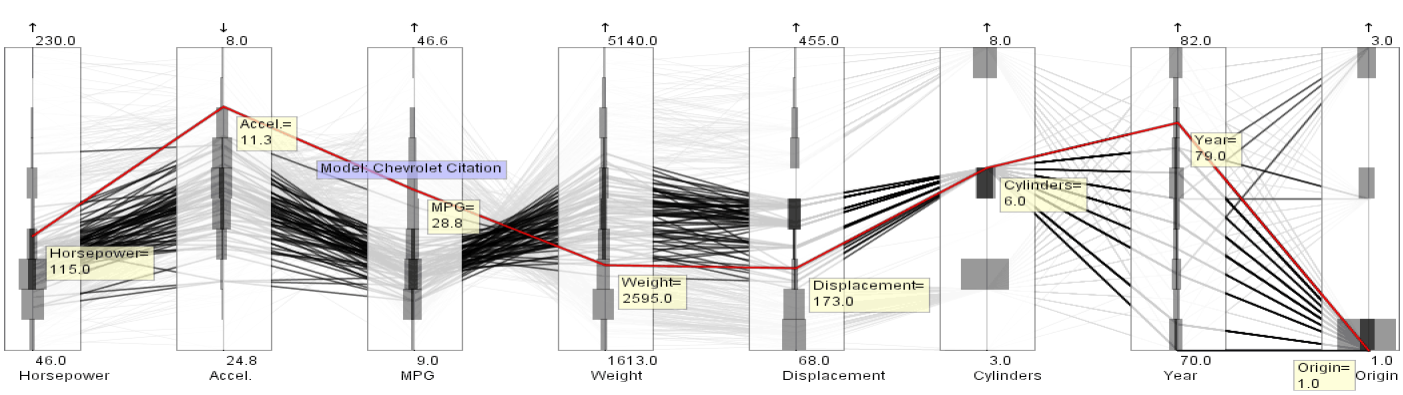 ↑ ↓ ↑ ↑ ↑ ↑ ↑ ↑
230.0 8.0 46.6 5140.0 455.0 8.0 82.0 3.0
Accel.=
11.3
Model: Chevrolet Citation
Year=
79.0
Cylinders=
6.0
MPG=
28.8
Horsepower=
115.0
Weight=
2595.0
Displacement=
173.0
46.0 24.8 9.0 1613.0 68.0 3.0 70.0 1.0
Origin=
1.0
Horsepower Accel. MPG Weight Displacement Cylinders Year Origin